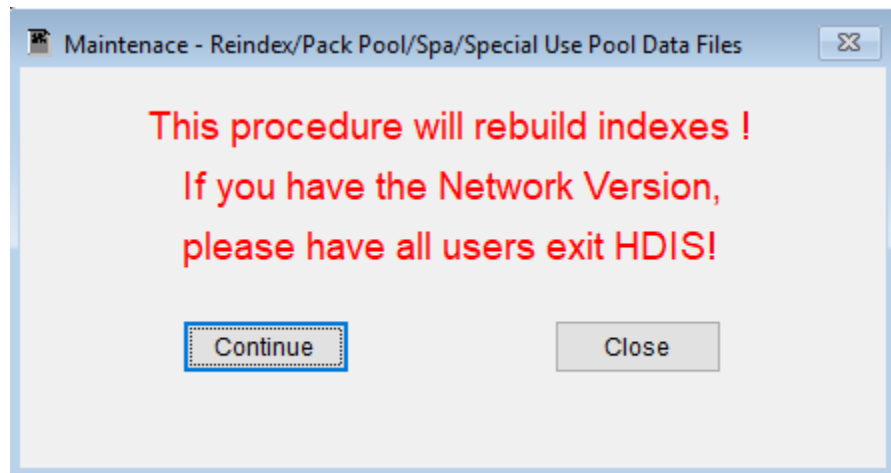 Maintenace - Reindex/Pack Pool/Spa/Special Use Pool Data Files
This procedure will rebuild indexes !
If you have the Network Version,
please have all users exit HDIS!
Continue
Close